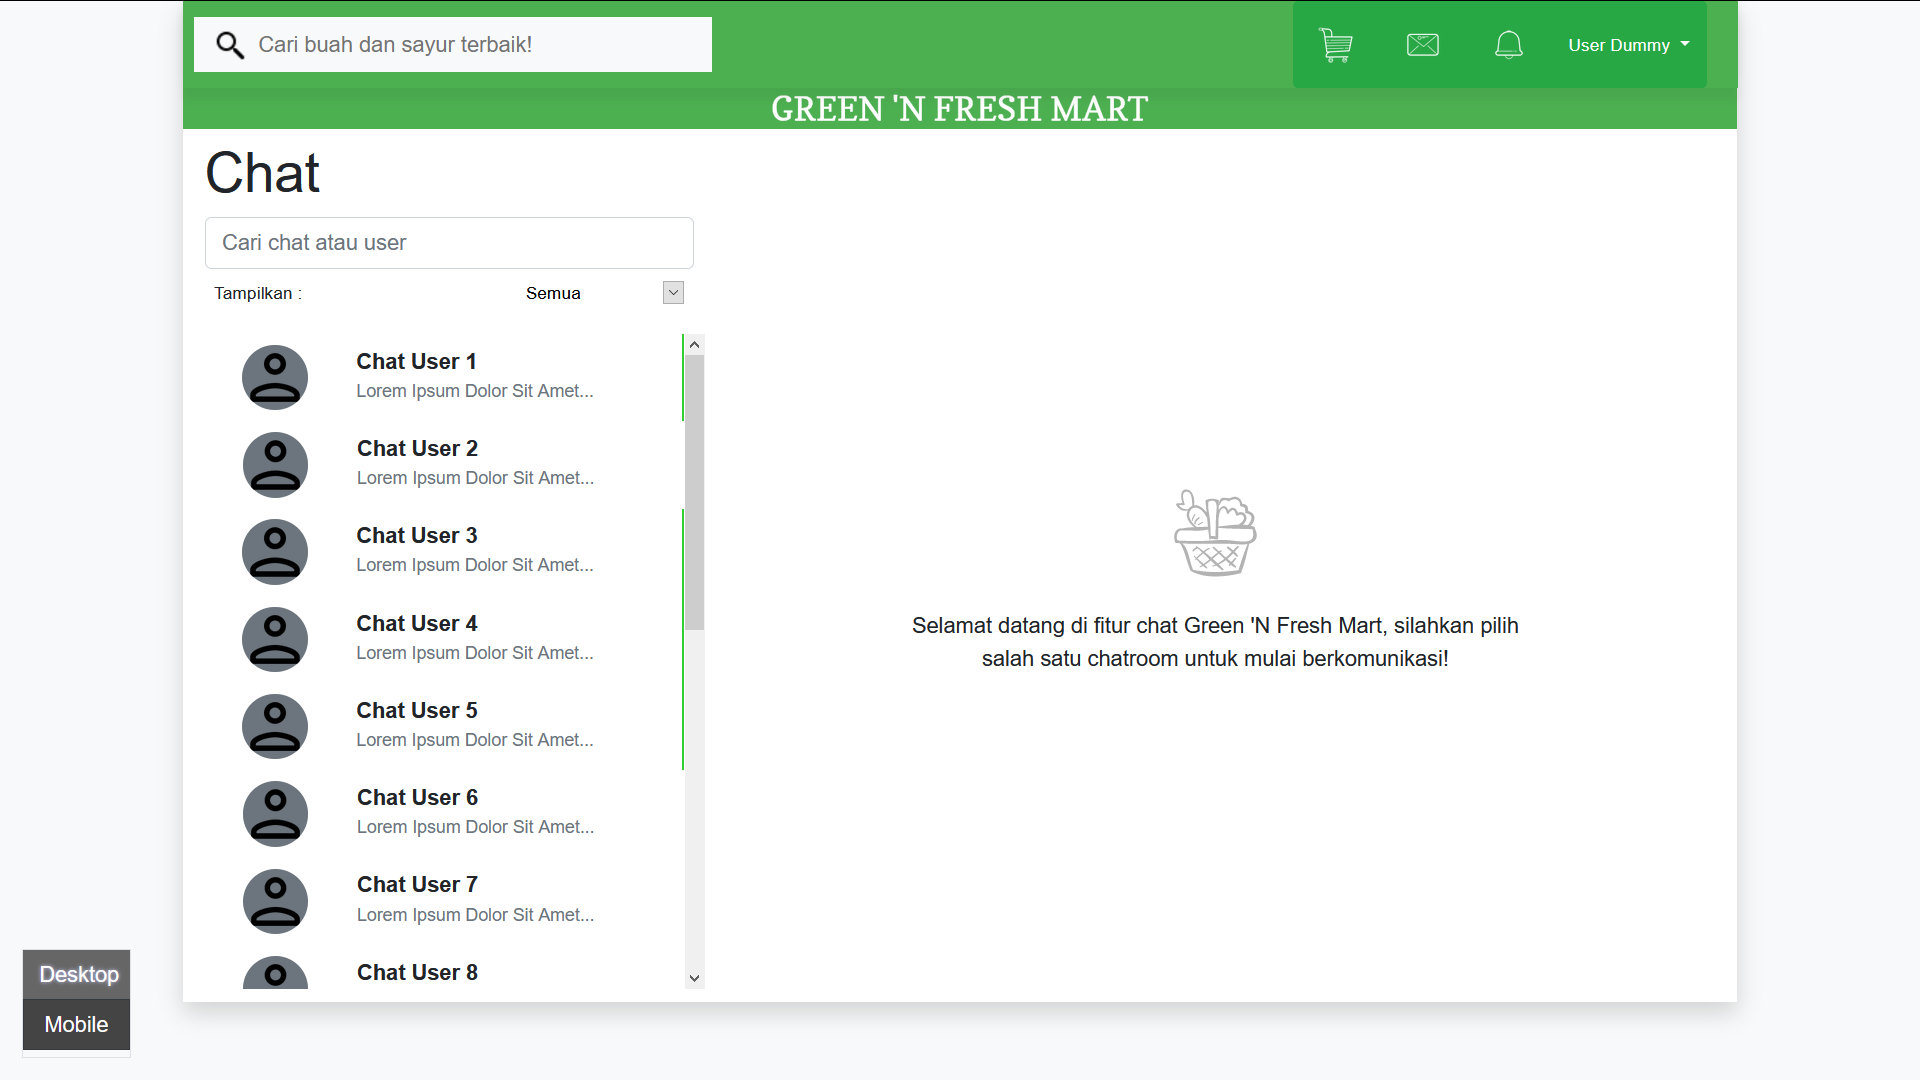 Cari buah dan sayur terbaik!
User Dummy
GREEN 'N FRESH MART
Chat
Cari chat atau user
Tampilkan :
Semua
Chat User 1
Lorem Ipsum Dolor Sit Amet...
Chat User 2
Lorem Ipsum Dolor Sit Amet...
Chat User 3
Lorem Ipsum Dolor Sit Amet...
Chat User 4
Lorem Ipsum Dolor Sit Amet...
Chat User 5
Lorem Ipsum Dolor Sit Amet...
Chat User 6
Lorem Ipsum Dolor Sit Amet...
Chat User 7
Lorem Ipsum Dolor Sit Amet...
Chat User 8
Selamat datang di fitur chat Green 'N Fresh Mart, silahkan pilih
salah satu chatroom untuk mulai berkomunikasi!
Desktop
Mobile